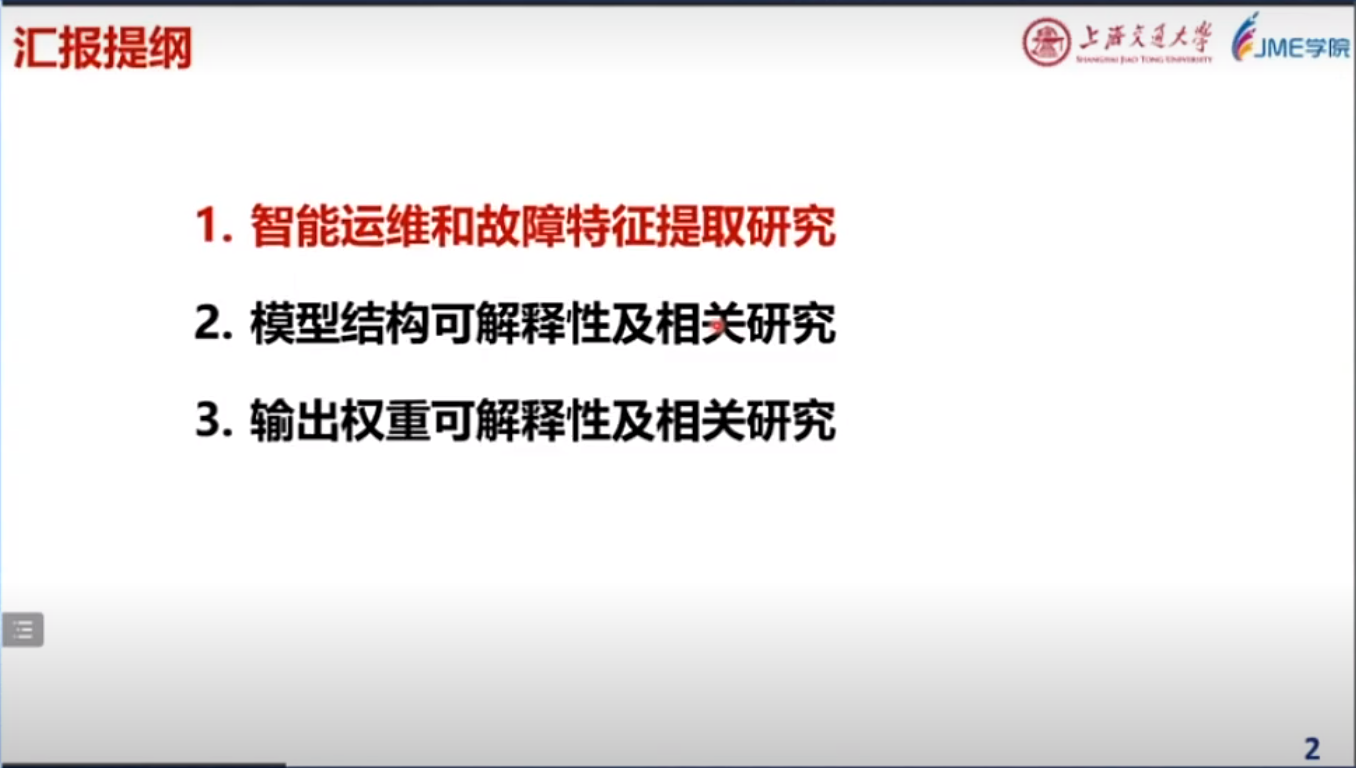 汇报提纲
上海交通大学
SHANGHAI JIAO TONG UNIVERSITY
JME学院
1. 智能运维和故障特征提取研究
2. 模型结构可解释性及相关研究
3. 输出权重可解释性及相关研究
2